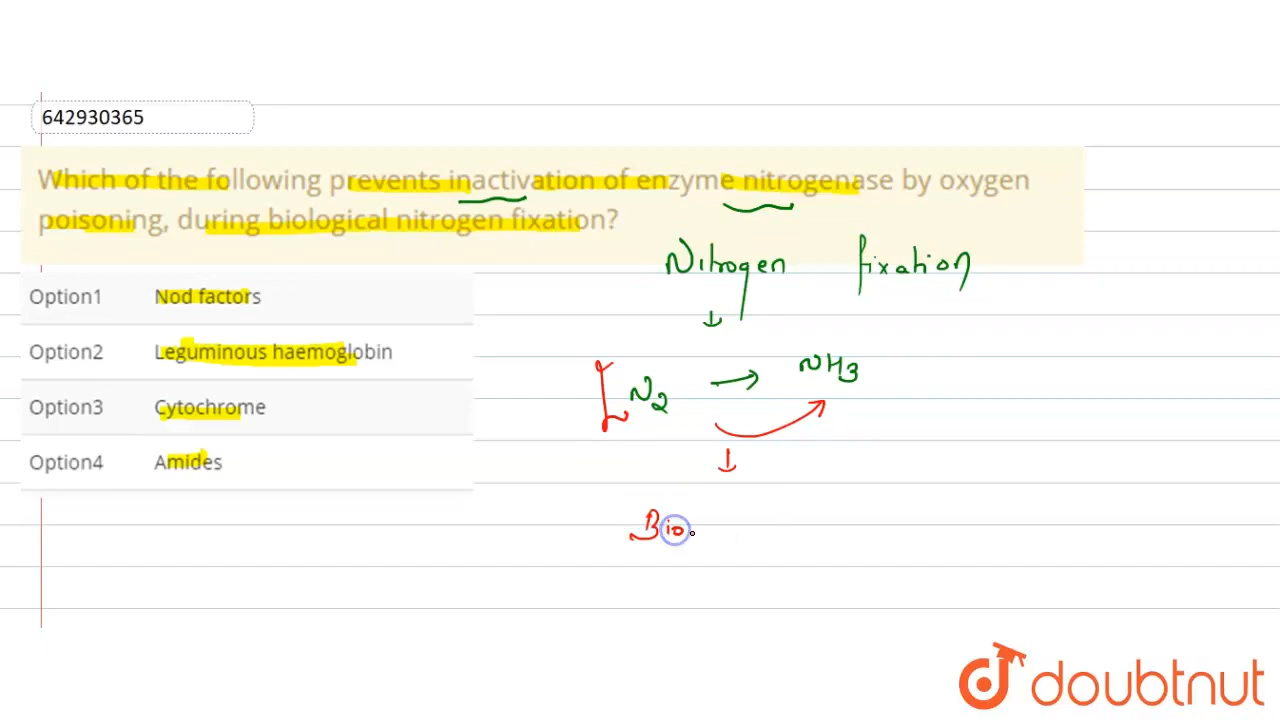 642930365
Which of the following prevents inactivation of enzyme nitrogenase by oxygen
poisoning, during biological nitrogen fixation?
Nitrogen fixation
Option1 Nod factors
Option2 Leguminous haemoglobin
N2 → NH3
Option3 Cytochrome
Option4 Amides
Bio
doubtnut